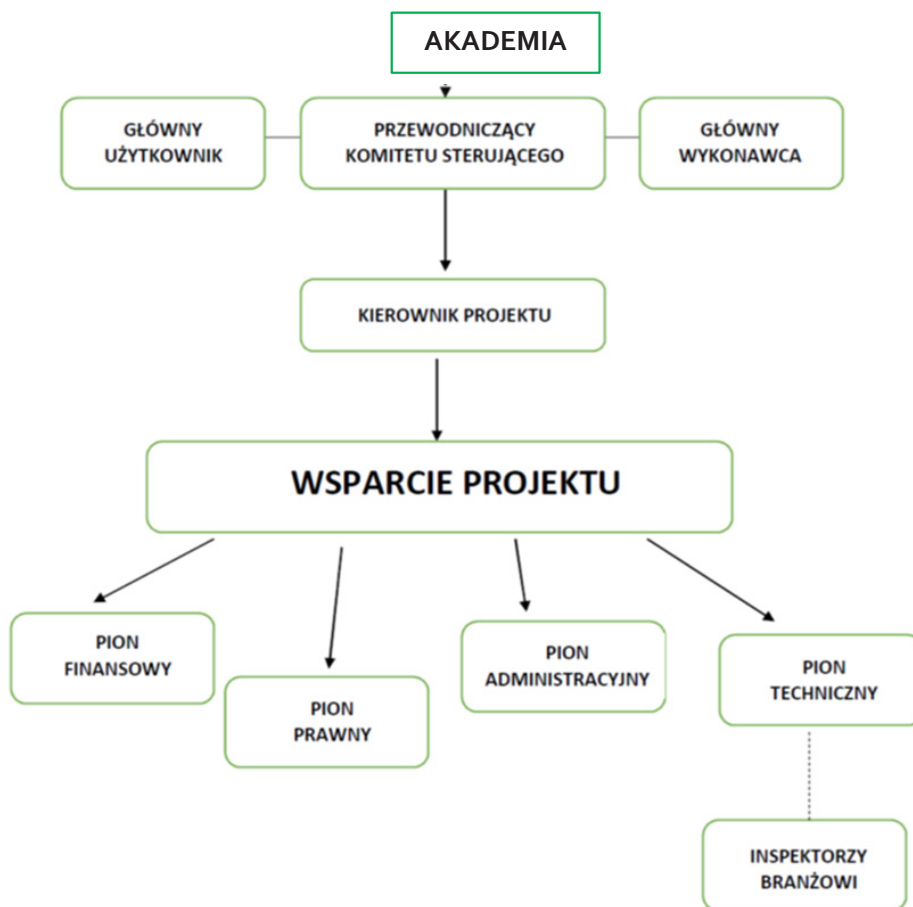 AKADEMIA
GŁÓWNY
UŻYTKOWNIK
PRZEWODNICZĄCY
KOMITETU STERUJĄCEGO
GŁÓWNY
WYKONAWCA
KIEROWNIK PROJEKTU
WSPARCIE PROJEKTU
PION
FINANSOWY
PION
PRAWNY
PION
ADMINISTRACYJNY
PION
TECHNICZNY
INSPEKTORZY
BRANŻOWI